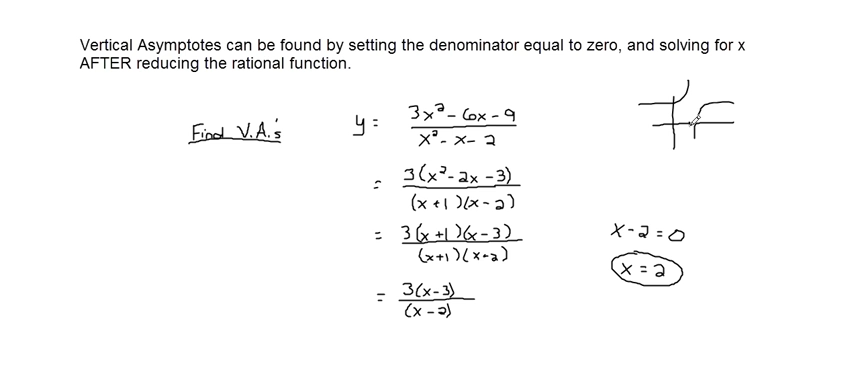 Vertical Asymptotes can be found by setting the denominator equal to zero, and solving for x
AFTER reducing the rational function.
Find V.A.'s
y = (3x² - 6x - 9)/(x² - x - 2)
= 3(x² - 2x - 3)/((x+1)(x-2))
= 3(x+1)(x-3)/((x+1)(x-2))
x - 2 = 0
x = 2
= 3(x-3)/(x-2)